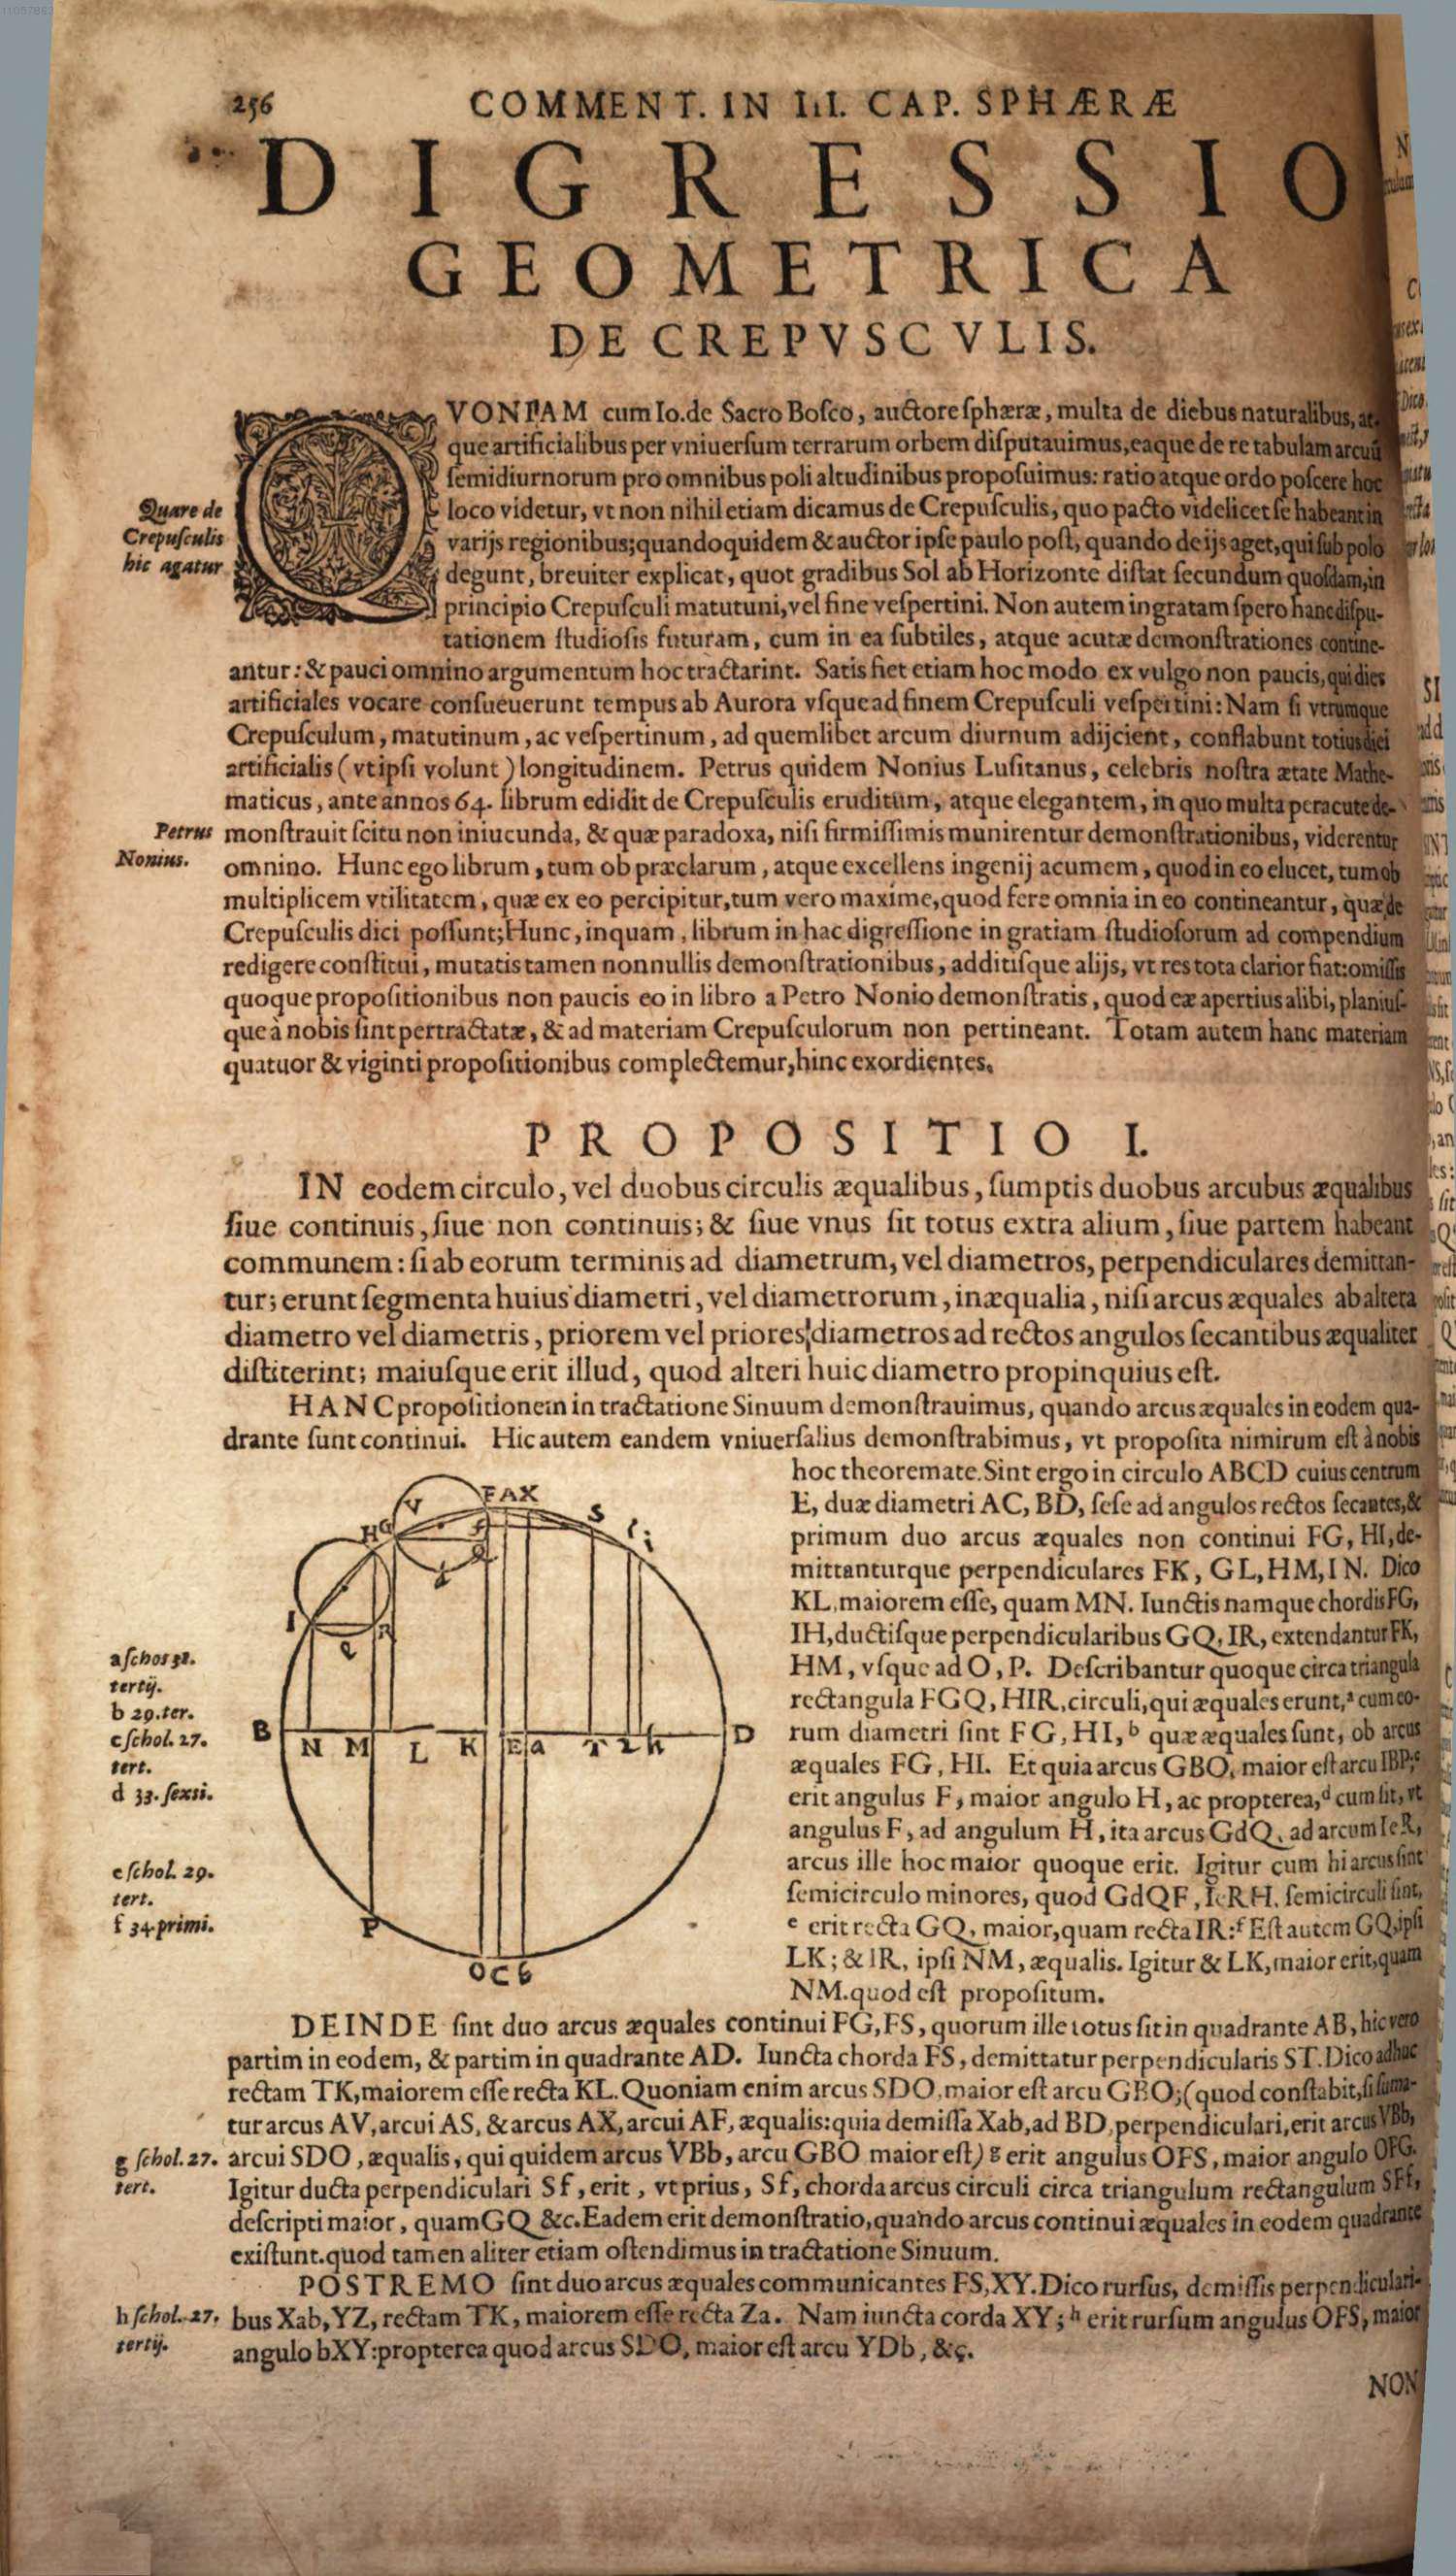 256 COMMENT. IN III. CAP. SPHÆRÆ
DIGRESSIO
GEOMETRICA
DE CREPVSCVLIS.
QVONIAM cum Io. de Sacro Bosco, auctore sphæræ, multa de diebus naturalibus, at-
que artificialibus per vniuersum terrarum orbem disputauimus, eaque de re tabulam arcuũ
semidiurnorum pro omnibus poli altudinibus proposuimus: ratio atque ordo poscere hoc
loco videtur, vt non nihil etiam dicamus de Crepusculis, quo pacto videlicet se habeant in
varijs regionibus; quandoquidem & auctor ipse paulo post, quando de ijs aget, qui sub polo
degunt, breuiter explicat, quot gradibus Sol ab Horizonte distat secundum quosdam, in
principio Crepusculi matutuni, vel fine vespertini. Non autem ingratam spero hanc dispu-
tationem studiosis futuram, cum in ea subtiles, atque acutæ demonstrationes contine-
antur: & pauci omnino argumentum hoc tractarint. Satis fiet etiam hoc modo ex vulgo non paucis, qui dies
artificiales vocare consueuerunt tempus ab Aurora vsque ad finem Crepusculi vespertini: Nam si vtrumque
Crepusculum, matutinum, ac vespertinum, ad quemlibet arcum diurnum adijcient, conflabunt totius diei
artificialis (vt ipsi volunt) longitudinem. Petrus quidem Nonius Lusitanus, celebris nostra ætate Mathe-
maticus, ante annos 64. librum edidit de Crepusculis eruditum, atque elegantem, in quo multa peracute de-
monstrauit scitu non iniucunda, & quæ paradoxa, nisi firmissimis munirentur demonstrationibus, viderentur
omnino. Hunc ego librum, tum ob præclarum, atque excellens ingenij acumem, quod in eo elucet, tum ob
multiplicem vtilitatem, quæ ex eo percipitur, tum vero maxime, quod fere omnia in eo contineantur, quæ de
Crepusculis dici possunt; Hunc, inquam, librum in hac digressione in gratiam studiosorum ad compendium
redigere constitui, mutatis tamen nonnullis demonstrationibus, additisque alijs, vt res tota clarior fiat: omissis
quoque propositionibus non paucis eo in libro a Petro Nonio demonstratis, quod eæ apertius alibi, planius-
que à nobis sint pertractatæ, & ad materiam Crepusculorum non pertineant. Totam autem hanc materiam
quatuor & viginti propositionibus complectemur, hinc exordientes.
Quare de
Crepusculis
hic agatur
Petrus
Nonius.
PROPOSITIO I.
IN eodem circulo, vel duobus circulis æqualibus, sumptis duobus arcubus æqualibus
siue continuis, siue non continuis; & siue vnus sit totus extra alium, siue partem habeant
communem: si ab eorum terminis ad diametrum, vel diametros, perpendiculares demittan-
tur; erunt segmenta huius diametri, vel diametrorum, inæqualia, nisi arcus æquales ab altera
diametro vel diametris, priorem vel priores diametros ad rectos angulos secantibus æqualiter
distiterint; maiusque erit illud, quod alteri huic diametro propinquius est.
HANC propositionem in tractatione Sinuum demonstrauimus, quando arcus æquales in eodem qua-
drante sunt continui. Hic autem eandem vniuersalius demonstrabimus, vt proposita nimirum est à nobis
hoc theoremate. Sint ergo in circulo ABCD cuius centrum
E, duæ diametri AC, BD, sese ad angulos rectos secantes, &
primum duo arcus æquales non continui FG, HI, de-
mittanturque perpendiculares FK, GL, HM, IN. Dico
KL, maiorem esse, quam MN. Iunctis namque chordis FG,
IH, ductisque perpendicularibus GQ, IR, extendantur FK,
HM, vsque ad O, P. Describantur quoque circa triangula
rectangula FGQ, HIR, circuli, qui æquales erunt, a cum eo-
rum diametri sint FG, HI, b quæ æquales sunt, ob arcus
æquales FG, HI. Et quia arcus GBO, maior est arcu IBP, c
erit angulus F, maior angulo H, ac propterea, d cum sit, vt
angulus F, ad angulum H, ita arcus GdQ, ad arcum IeR,
arcus ille hoc maior quoque erit. Igitur cum hi arcus sint
semicirculo minores, quod GdQF, IeRH, semicirculi sint,
e erit recta GQ, maior, quam recta IR: f Est autem GQ, ipsi
LK; & IR, ipsi NM, æqualis. Igitur & LK, maior erit, quam
NM. quod est propositum.
a schol 31.
tertij.
b 29. ter.
c schol. 27.
tert.
d 33. sexti.
e schol. 29.
tert.
f 34. primi.
V FAX S
H G
I
B N M L K E a T Z h D
P
O C b
DEINDE sint duo arcus æquales continui FG, FS, quorum ille totus sit in quadrante AB, hic vero
partim in eodem, & partim in quadrante AD. Iuncta chorda FS, demittatur perpendicularis ST. Dico adhuc
rectam TK, maiorem esse recta KL. Quoniam enim arcus SDO, maior est arcu GBO; (quod constabit, si suma-
tur arcus AV, arcui AS, & arcus AX, arcui AF, æqualis: quia demissa Xab, ad BD, perpendiculari, erit arcus VBb,
arcui SDO, æqualis, qui quidem arcus VBb, arcu GBO maior est) g erit angulus OFS, maior angulo OFG.
Igitur ducta perpendiculari Sf, erit, vt prius, Sf, chorda arcus circuli circa triangulum rectangulum SFf,
descripti maior, quam GQ &c. Eadem erit demonstratio, quando arcus continui æquales in eodem quadrante
existunt. quod tamen aliter etiam ostendimus in tractatione Sinuum.
g schol. 27.
tert.
POSTREMO sint duo arcus æquales communicantes FS, XY. Dico rursus, demissis perpendiculari-
bus Xab, YZ, rectam TK, maiorem esse recta Za. Nam iuncta corda XY; h erit rursum angulus OFS, maior
angulo bXY: propterea quod arcus SDO, maior est arcu YDb, &c.
h schol. 27.
tertij.
NON